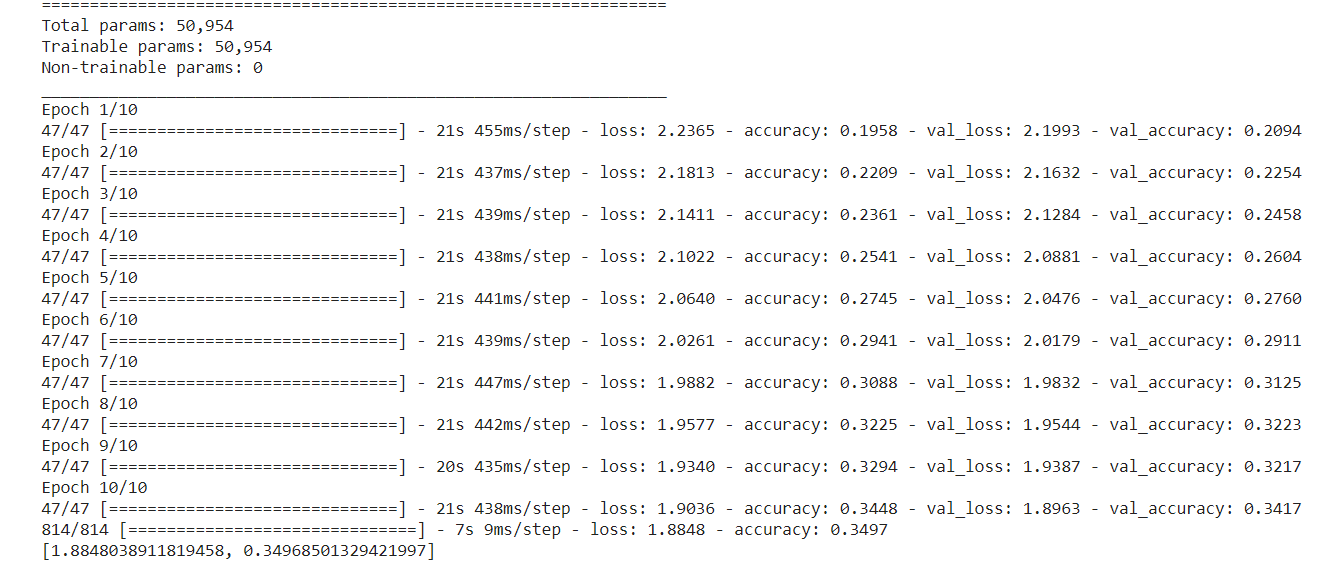 =================================================================
Total params: 50,954
Trainable params: 50,954
Non-trainable params: 0
_________________________________________________________________
Epoch 1/10
47/47 [==============================] - 21s 455ms/step - loss: 2.2365 - accuracy: 0.1958 - val_loss: 2.1993 - val_accuracy: 0.2094
Epoch 2/10
47/47 [==============================] - 21s 437ms/step - loss: 2.1813 - accuracy: 0.2209 - val_loss: 2.1632 - val_accuracy: 0.2254
Epoch 3/10
47/47 [==============================] - 21s 439ms/step - loss: 2.1411 - accuracy: 0.2361 - val_loss: 2.1284 - val_accuracy: 0.2458
Epoch 4/10
47/47 [==============================] - 21s 438ms/step - loss: 2.1022 - accuracy: 0.2541 - val_loss: 2.0881 - val_accuracy: 0.2604
Epoch 5/10
47/47 [==============================] - 21s 441ms/step - loss: 2.0640 - accuracy: 0.2745 - val_loss: 2.0476 - val_accuracy: 0.2760
Epoch 6/10
47/47 [==============================] - 21s 439ms/step - loss: 2.0261 - accuracy: 0.2941 - val_loss: 2.0179 - val_accuracy: 0.2911
Epoch 7/10
47/47 [==============================] - 21s 447ms/step - loss: 1.9882 - accuracy: 0.3088 - val_loss: 1.9832 - val_accuracy: 0.3125
Epoch 8/10
47/47 [==============================] - 21s 442ms/step - loss: 1.9577 - accuracy: 0.3225 - val_loss: 1.9544 - val_accuracy: 0.3223
Epoch 9/10
47/47 [==============================] - 20s 435ms/step - loss: 1.9340 - accuracy: 0.3294 - val_loss: 1.9387 - val_accuracy: 0.3217
Epoch 10/10
47/47 [==============================] - 21s 438ms/step - loss: 1.9036 - accuracy: 0.3448 - val_loss: 1.8963 - val_accuracy: 0.3417
814/814 [==============================] - 7s 9ms/step - loss: 1.8848 - accuracy: 0.3497
[1.8848038911819458, 0.34968501329421997]